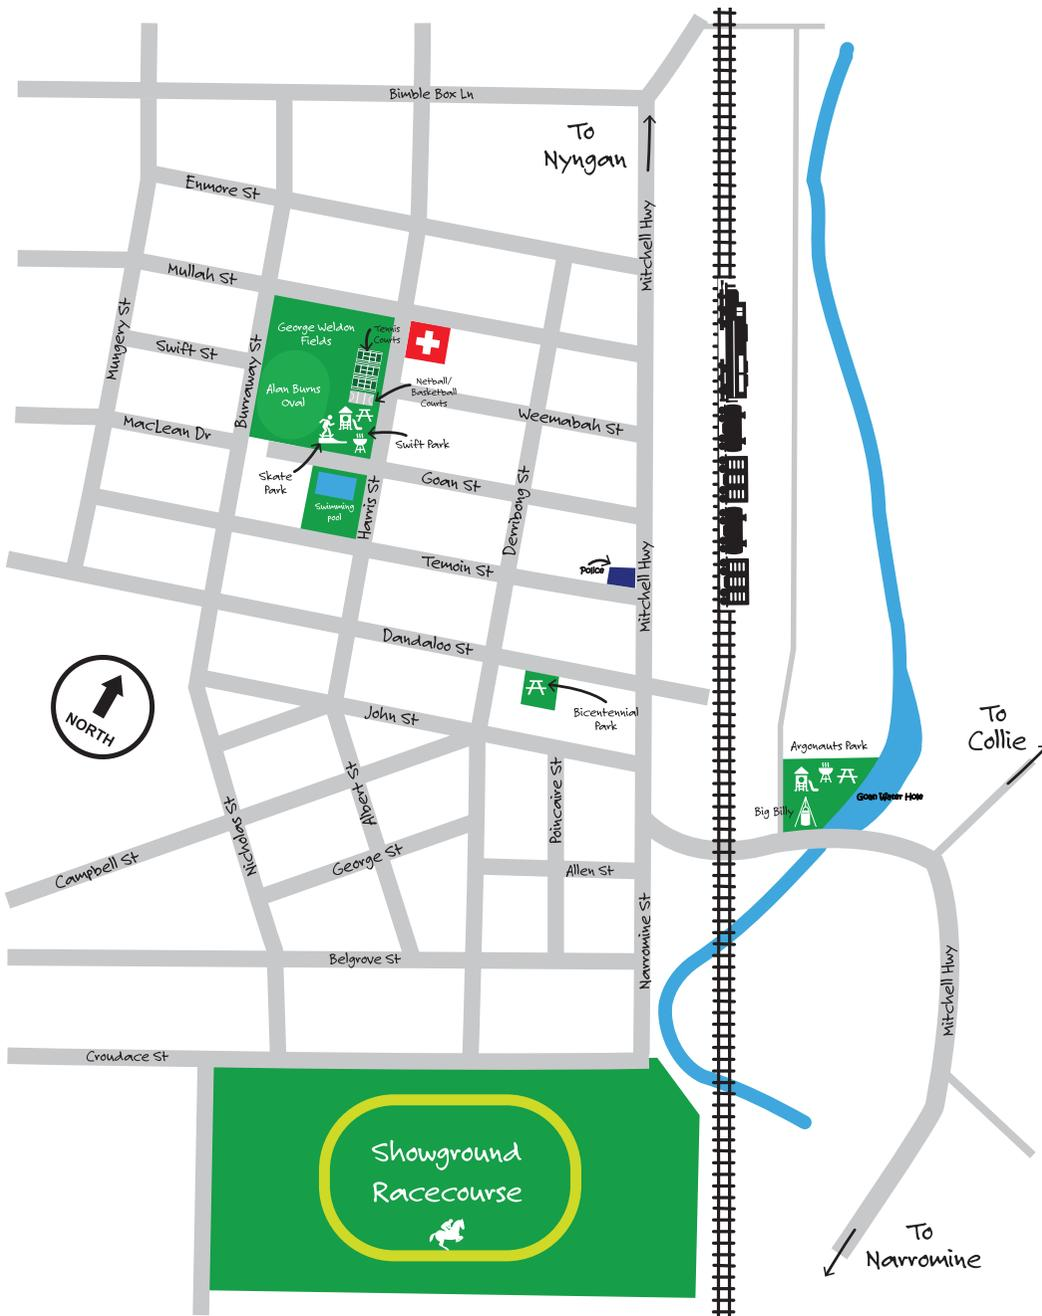 Bimble Box Ln
To
Nyngan
Enmore St
Mitchell Hwy
Mullah St
Mungery St
George Weldon
Fields
Tennis
Courts
Swift St
Burraway St
Alan Burns
Oval
Netball/
Basketball
Courts
Weemabah St
MacLean Dr
Swift Park
Skate
Park
Goan St
Harris St
Derribong St
Swimming
pool
Temoin St
Police
Mitchell Hwy
Dandaloo St
NORTH
Bicentennial
Park
John St
To
Collie
Argonauts Park
Goan Water Hole
Big Billy
Albert St
Poincaire St
Nicholas St
Campbell St
George St
Allen St
Narromine St
Belgrove St
Mitchell Hwy
Croudace St
Showground
Racecourse
To
Narromine